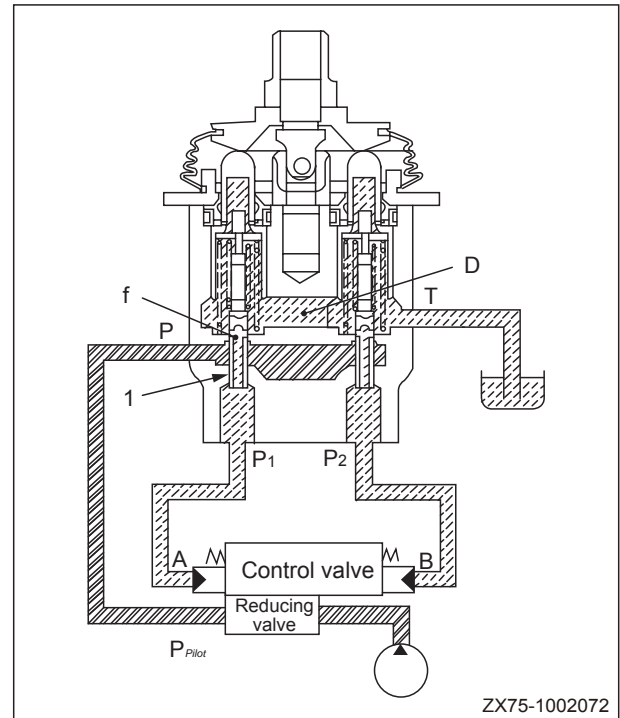 D
f
T
P
1
P1
P2
A
B
Control valve
Reducing
valve
PPilot
ZX75-1002072